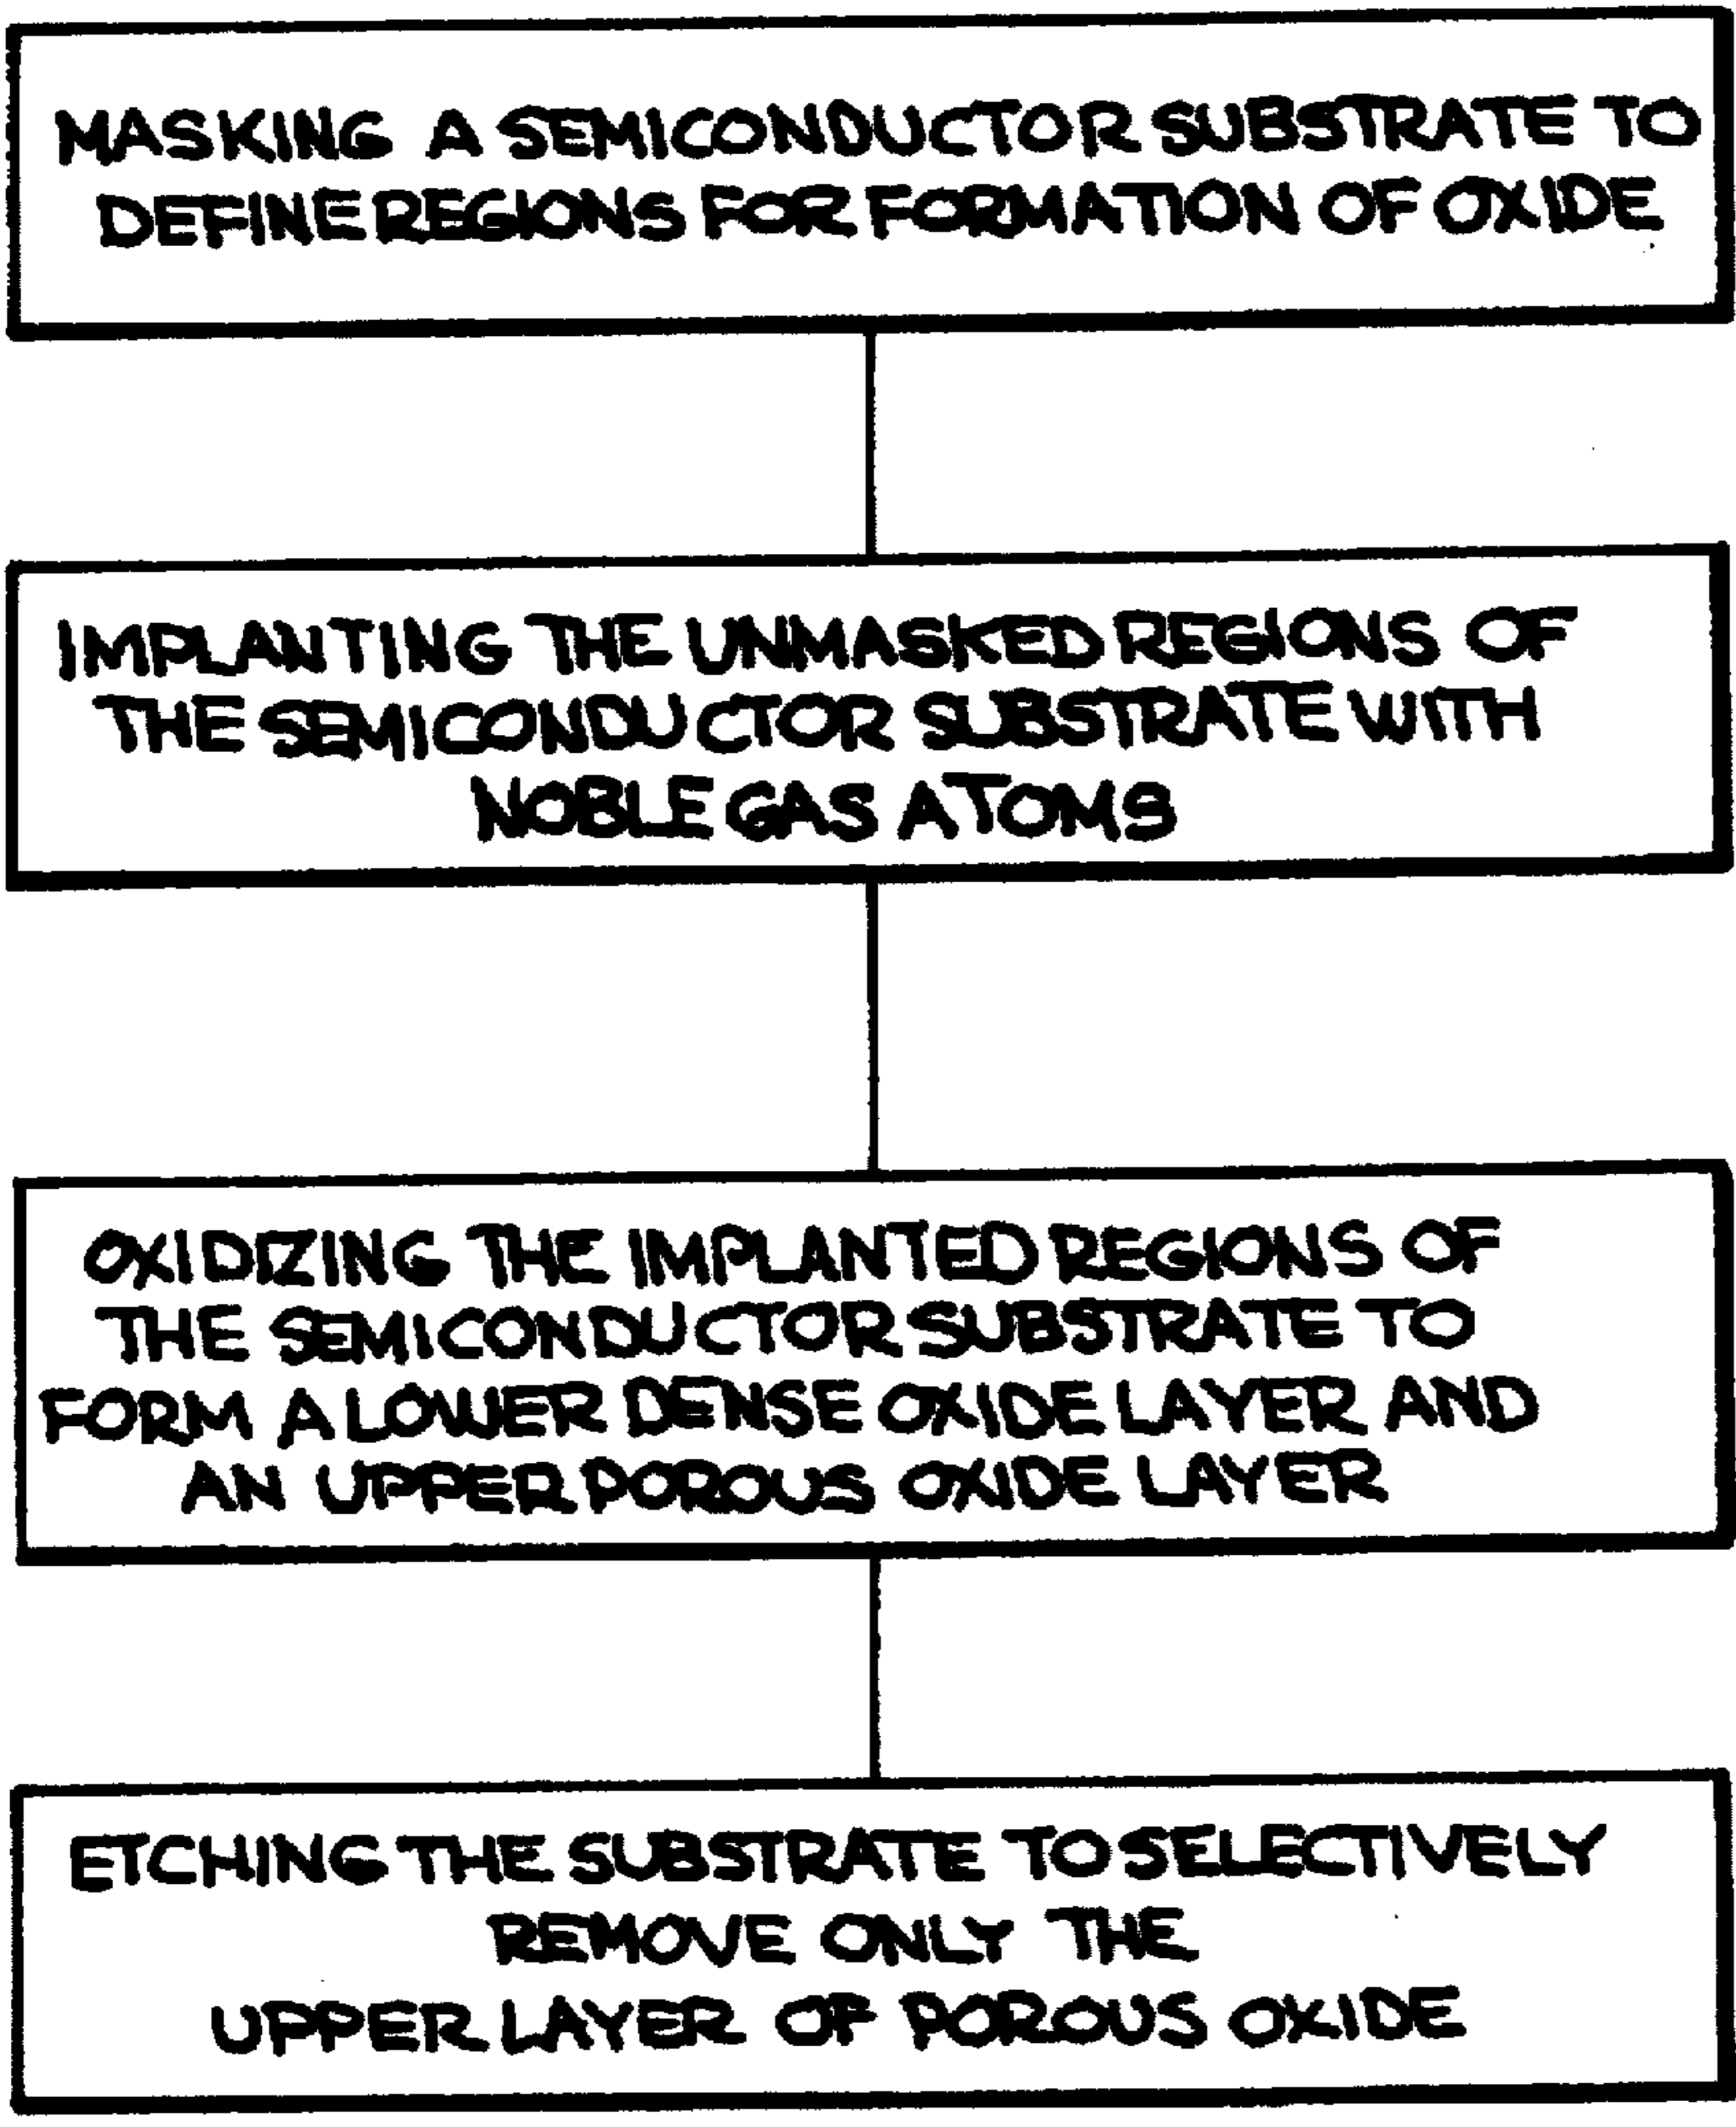 MASKING A SEMICONDUCTOR SUBSTRATE TO
DEFINE REGIONS FOR FORMATION OF OXIDE
IMPLANTING THE UNMASKED REGIONS OF
THE SEMICONDUCTOR SUBSTRATE WITH
NOBLE GAS ATOMS
OXIDIZING THE IMPLANTED REGIONS OF
THE SEMICONDUCTOR SUBSTRATE TO
FORM A LOWER DENSE OXIDE LAYER AND
AN UPPER POROUS OXIDE LAYER
ETCHING THE SUBSTRATE TO SELECTIVELY
REMOVE ONLY THE
UPPER LAYER OF POROUS OXIDE